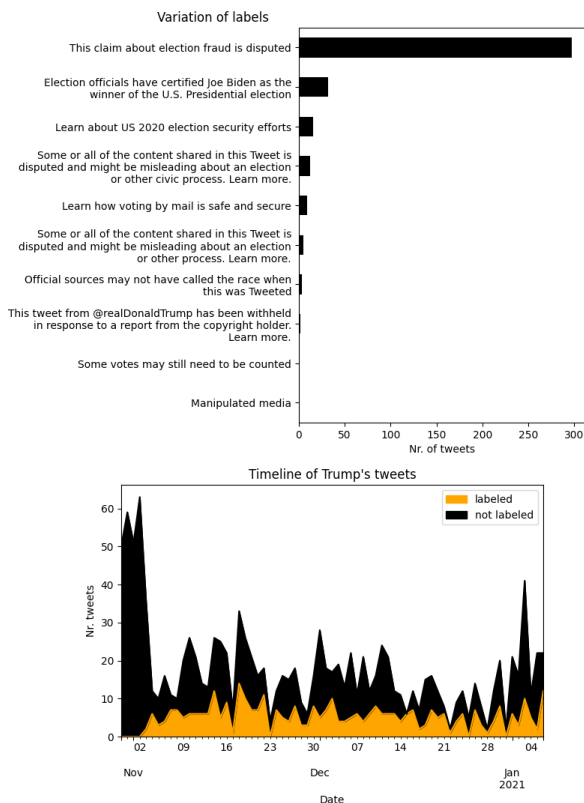 Variation of labels
This claim about election fraud is disputed
Election officials have certified Joe Biden as the
winner of the U.S. Presidential election
Learn about US 2020 election security efforts
Some or all of the content shared in this Tweet is
disputed and might be misleading about an election
or other civic process. Learn more.
Learn how voting by mail is safe and secure
Some or all of the content shared in this Tweet is
disputed and might be misleading about an election
or other process. Learn more.
Official sources may not have called the race when
this was Tweeted
This tweet from @realDonaldTrump has been withheld
in response to a report from the copyright holder.
Learn more.
Some votes may still need to be counted
Manipulated media
0 50 100 150 200 250 300
Nr. of tweets
Timeline of Trump's tweets
labeled
not labeled
60
50
40
30
20
10
0
Nr. tweets
02 09 16 23 30 07 14 21 28 04
Nov Dec Jan
2021
Date